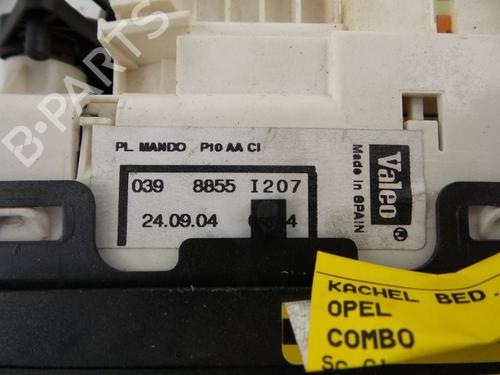 B-PARTS
PL. MANDO P10 AA CI
039 8855 I207
24.09.04
Valeo
Made in SPAIN
KACHEL BED.
OPEL
COMBO